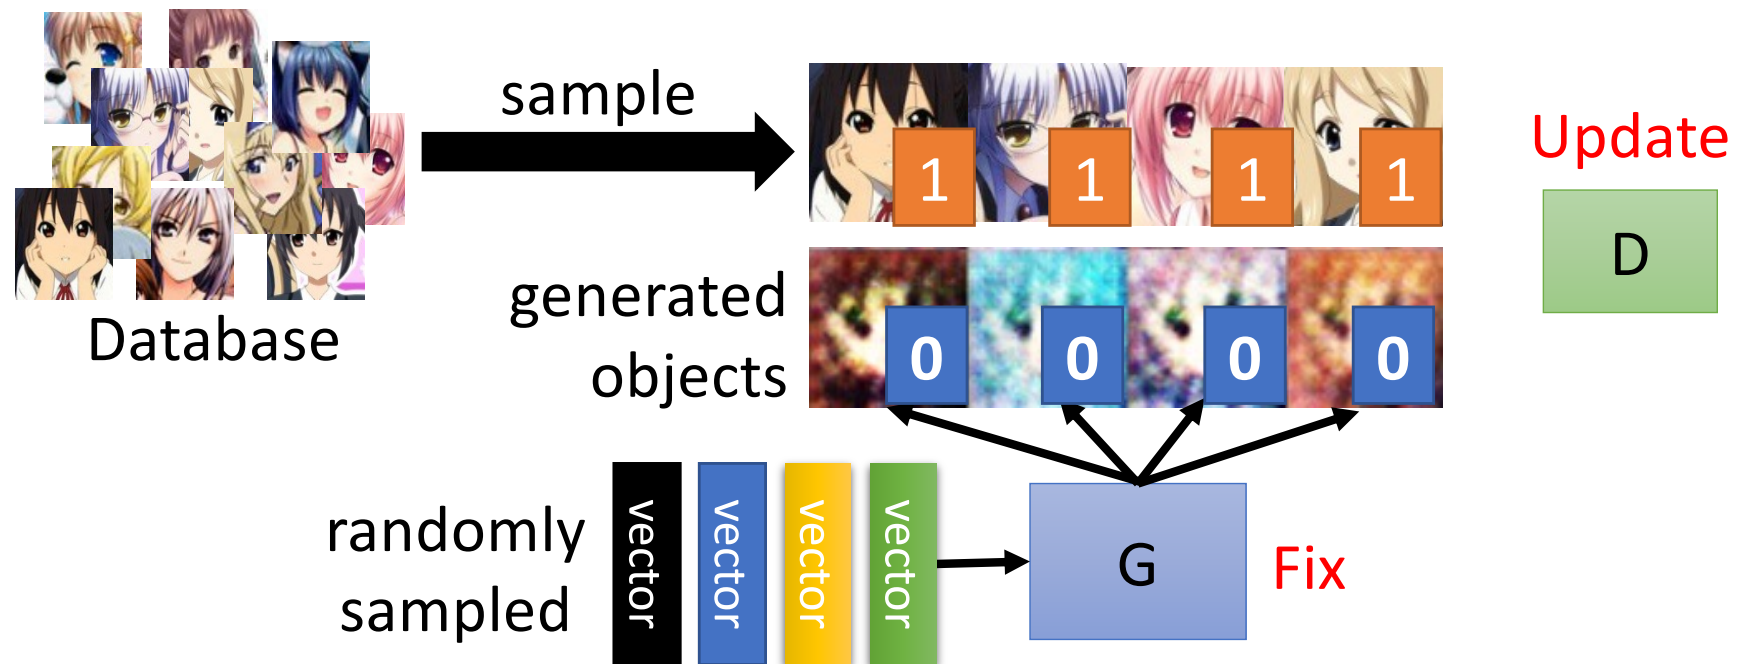 sample
Database
1 1 1 1
Update
D
generated
objects
0 0 0 0
randomly
sampled
vector
vector
vector
vector
G
Fix